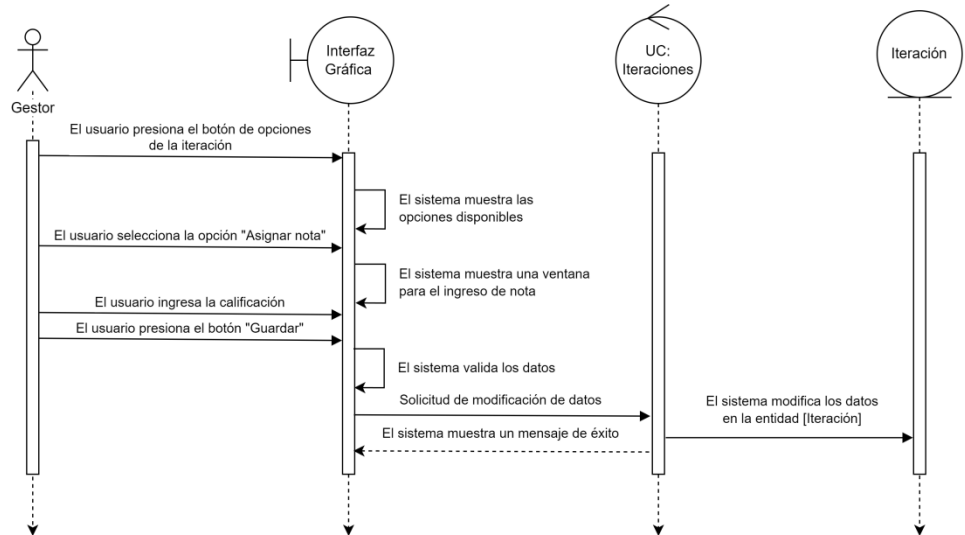 Gestor
Interfaz
Gráfica
UC:
Iteraciones
Iteración
El usuario presiona el botón de opciones
de la iteración
El sistema muestra las
opciones disponibles
El usuario selecciona la opción "Asignar nota"
El sistema muestra una ventana
para el ingreso de nota
El usuario ingresa la calificación
El usuario presiona el botón "Guardar"
El sistema valida los datos
Solicitud de modificación de datos
El sistema modifica los datos
en la entidad [Iteración]
El sistema muestra un mensaje de éxito